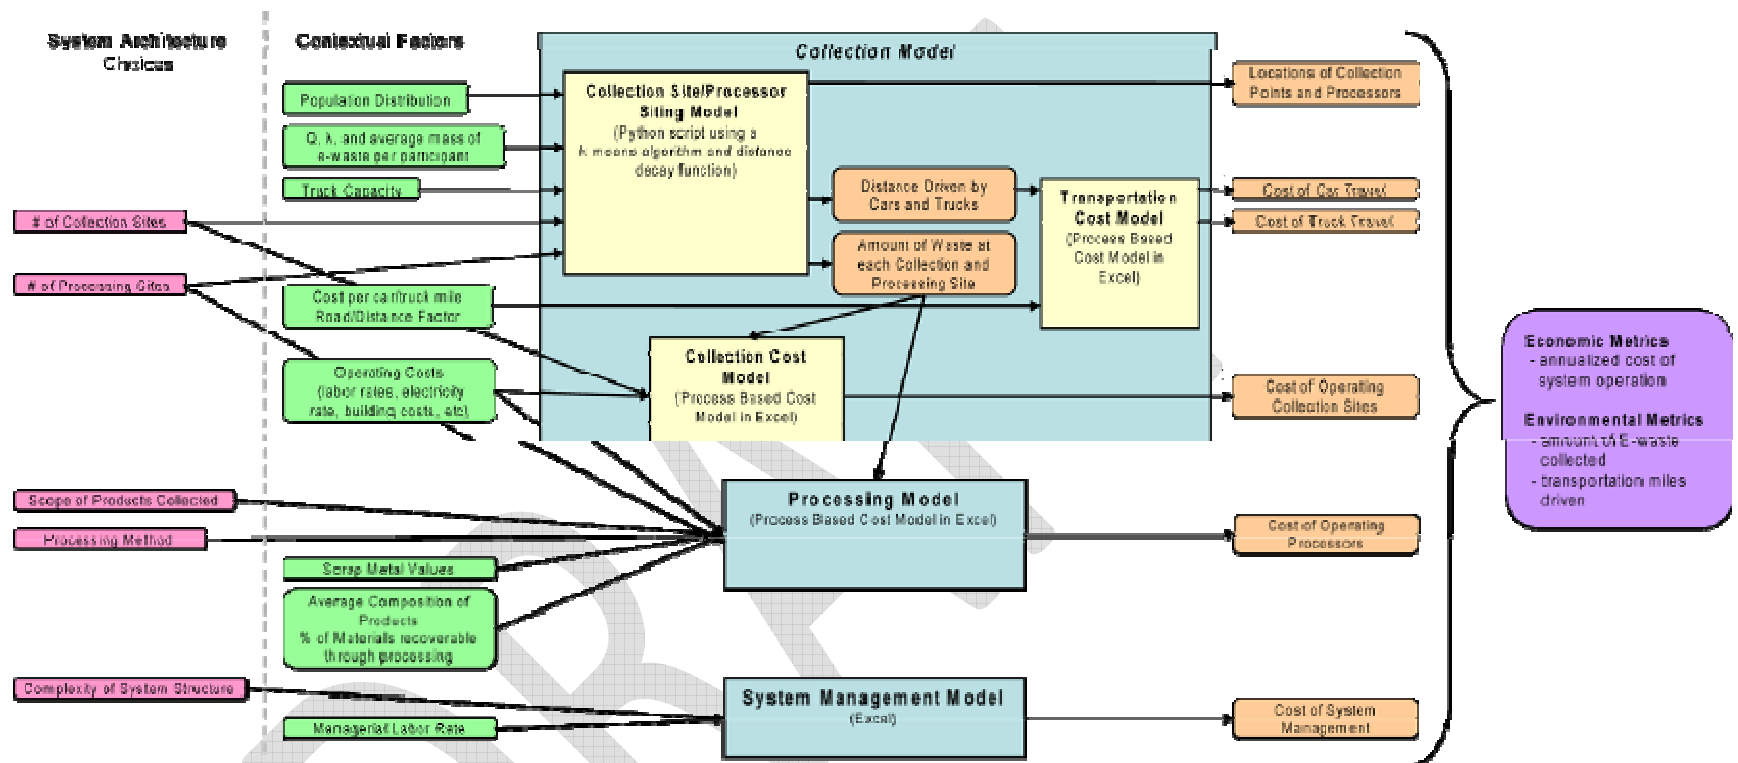 System Architecture
Choices
Contextual Factors
Collection Model
Population Distribution
Q, λ, and average mass of
e-waste per participant
Truck Capacity
# of Collection Sites
# of Processing Sites
Cost per car/truck mile
Road/Distance Factor
Operating Costs
(labor rates, electricity
rate, building costs, etc)
Collection Site/Processor
Siting Model
(Python script using a
k means algorithm and distance
decay function)
Distance Driven by
Cars and Trucks
Amount of Waste at
each Collection and
Processing Site
Transportation
Cost Model
(Process Based
Cost Model in
Excel)
Collection Cost
Model
(Process Based Cost
Model in Excel)
Locations of Collection
Points and Processors
Cost of Car Travel
Cost of Truck Travel
Cost of Operating
Collection Sites
Economic Metrics
- annualized cost of
system operation
Environmental Metrics
- amount of E-waste
collected
- transportation miles
driven
Scope of Products Collected
Processing Method
Scrap Metal Values
Average Composition of
Products
% of Materials recoverable
through processing
Processing Model
(Process Based Cost Model in Excel)
Cost of Operating
Processors
Complexity of System Structure
Managerial Labor Rate
System Management Model
(Excel)
Cost of System
Management